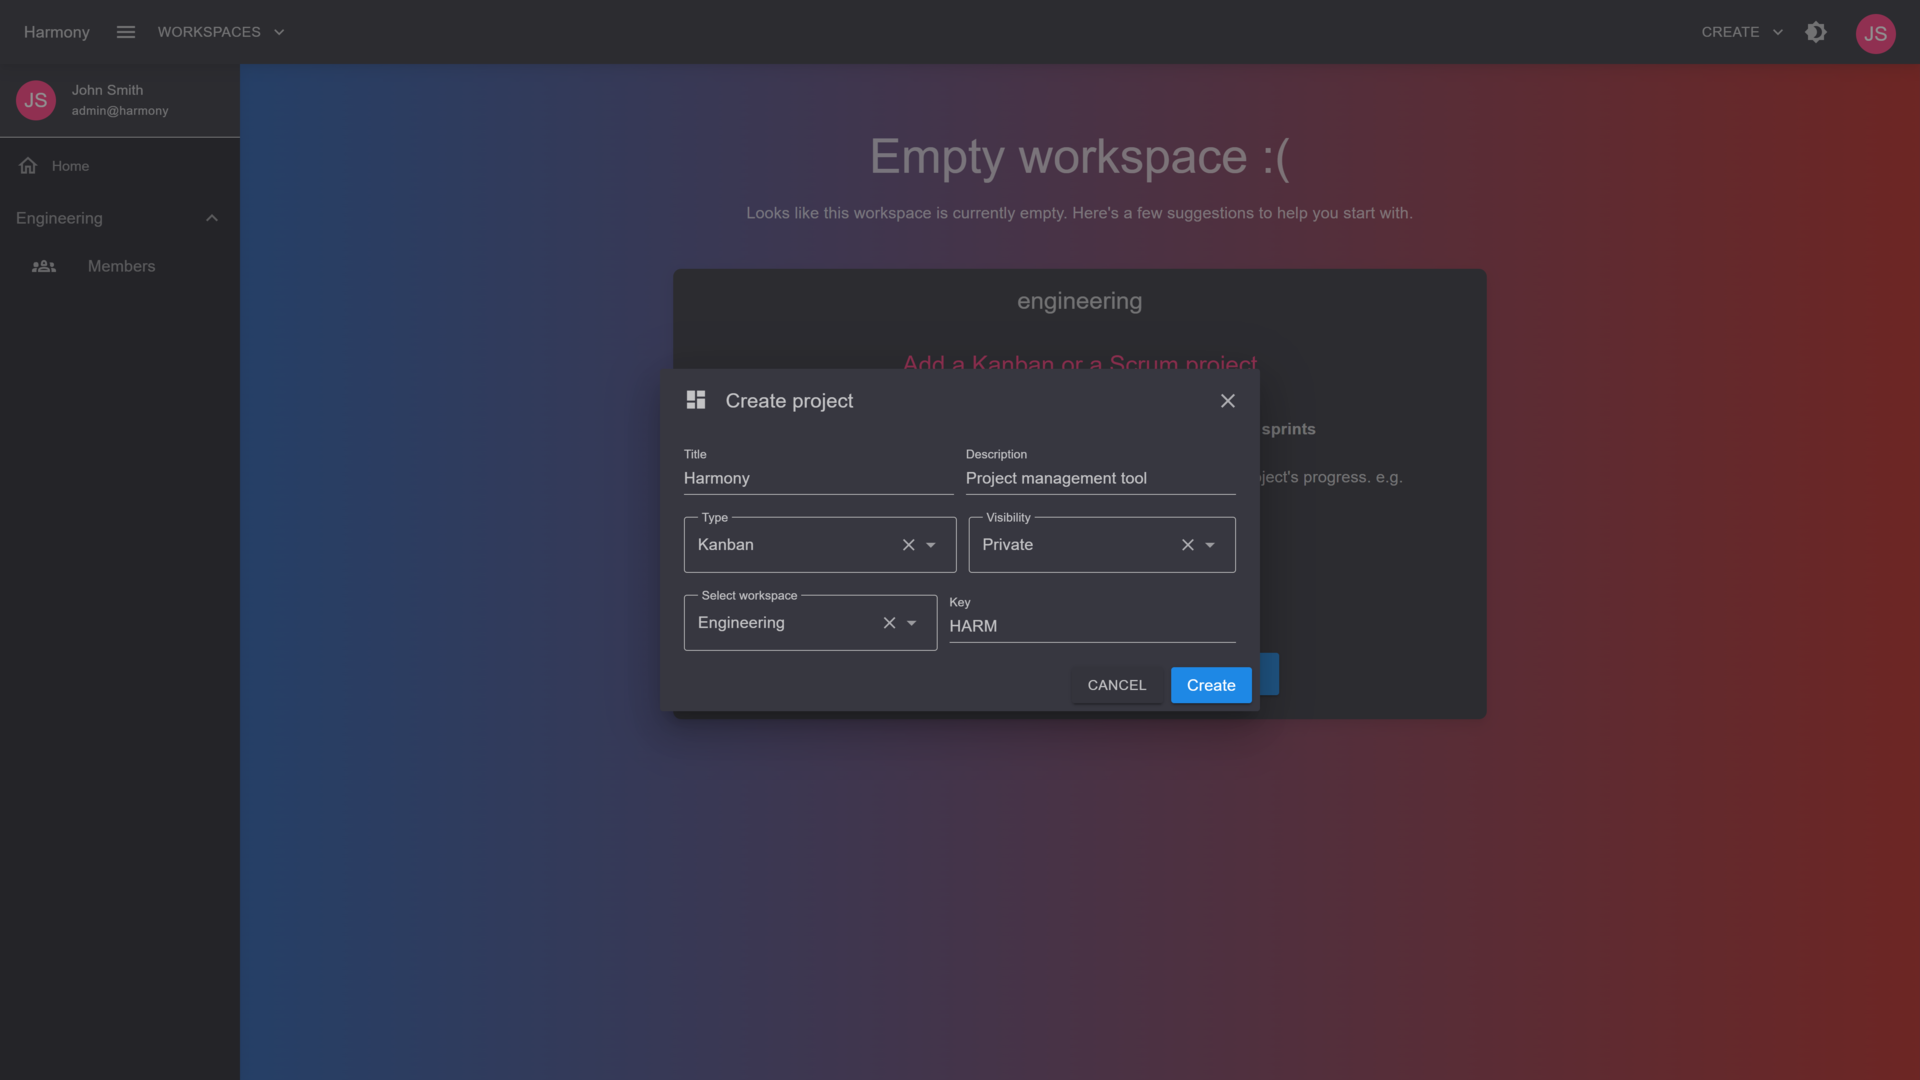 Harmony
WORKSPACES
CREATE
JS
JS
John Smith
admin@harmony
Home
Engineering
Members
Empty workspace :(
Looks like this workspace is currently empty. Here's a few suggestions to help you start with.
engineering
Add a Kanban or a Scrum project
sprints
ject's progress. e.g.
Create project
Title
Harmony
Description
Project management tool
Type
Kanban
Visibility
Private
Select workspace
Engineering
Key
HARM
CANCEL
Create